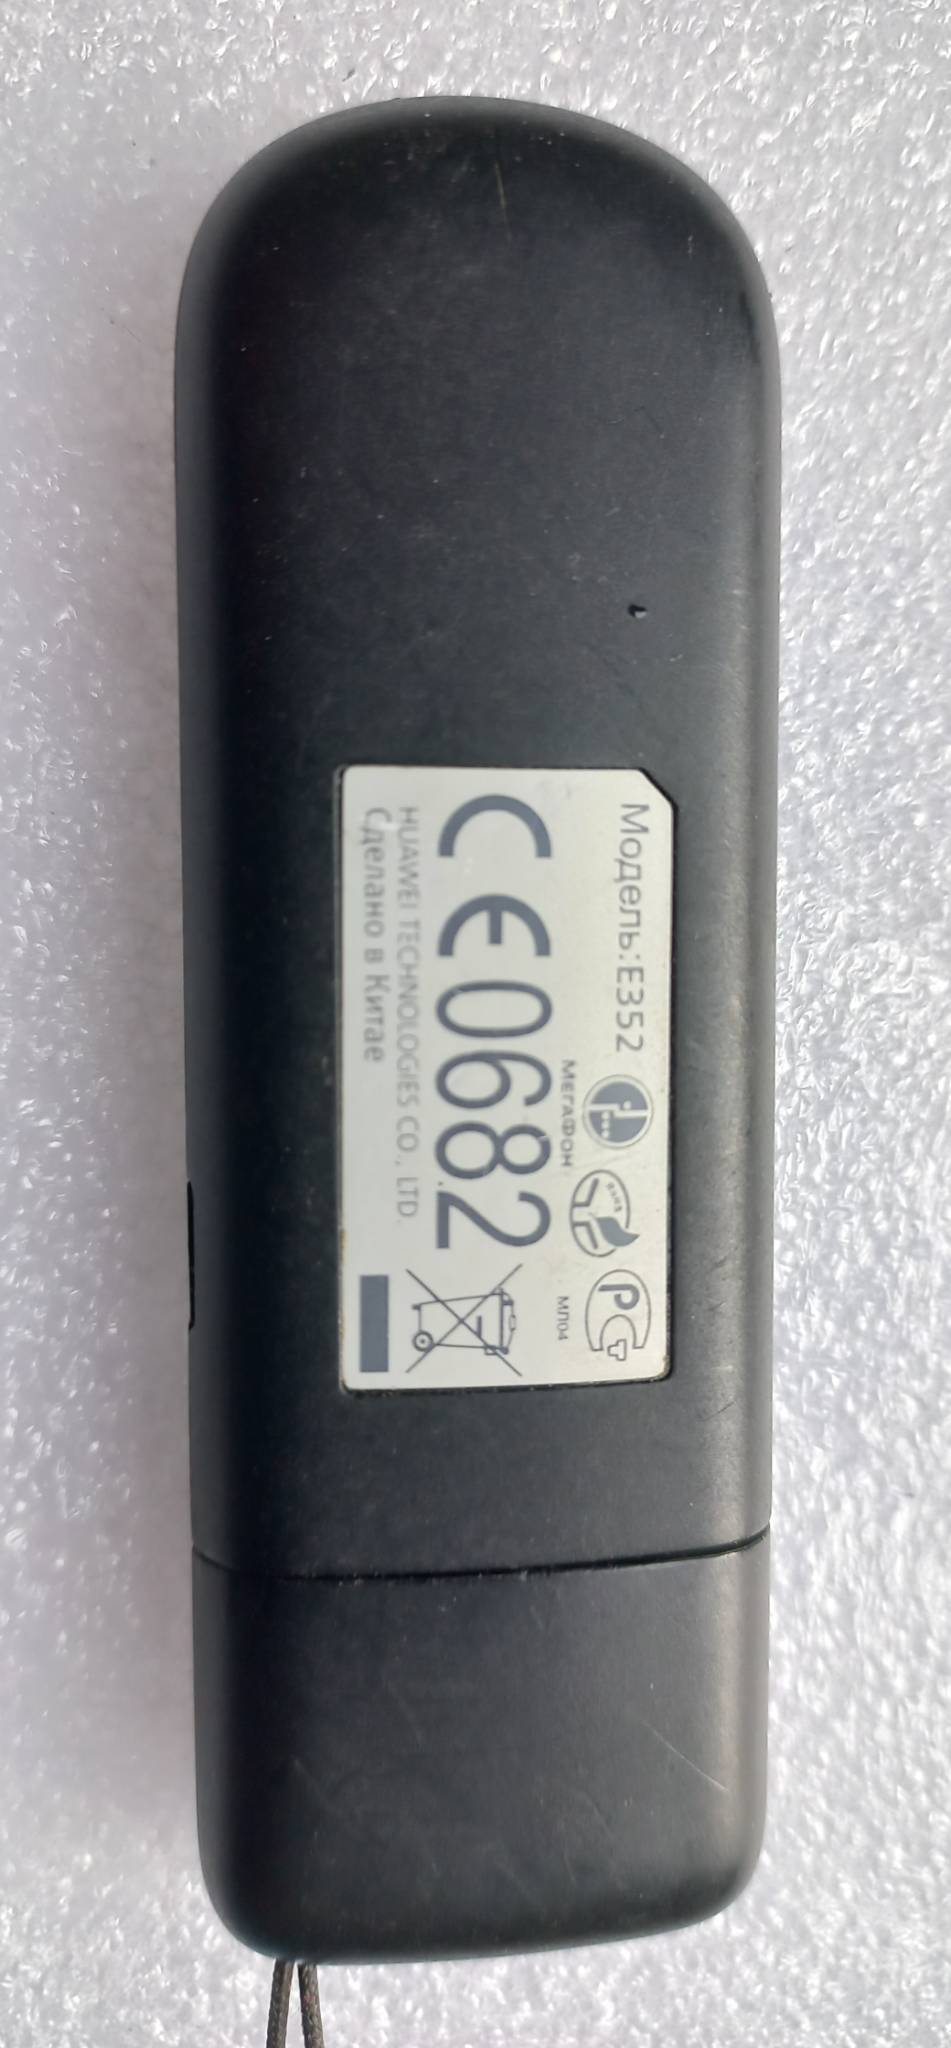 Модель:E352
МЕГАФОН
МЛ04
CE0682
HUAWEI TECHNOLOGIES CO., LTD.
Сделано в Китае